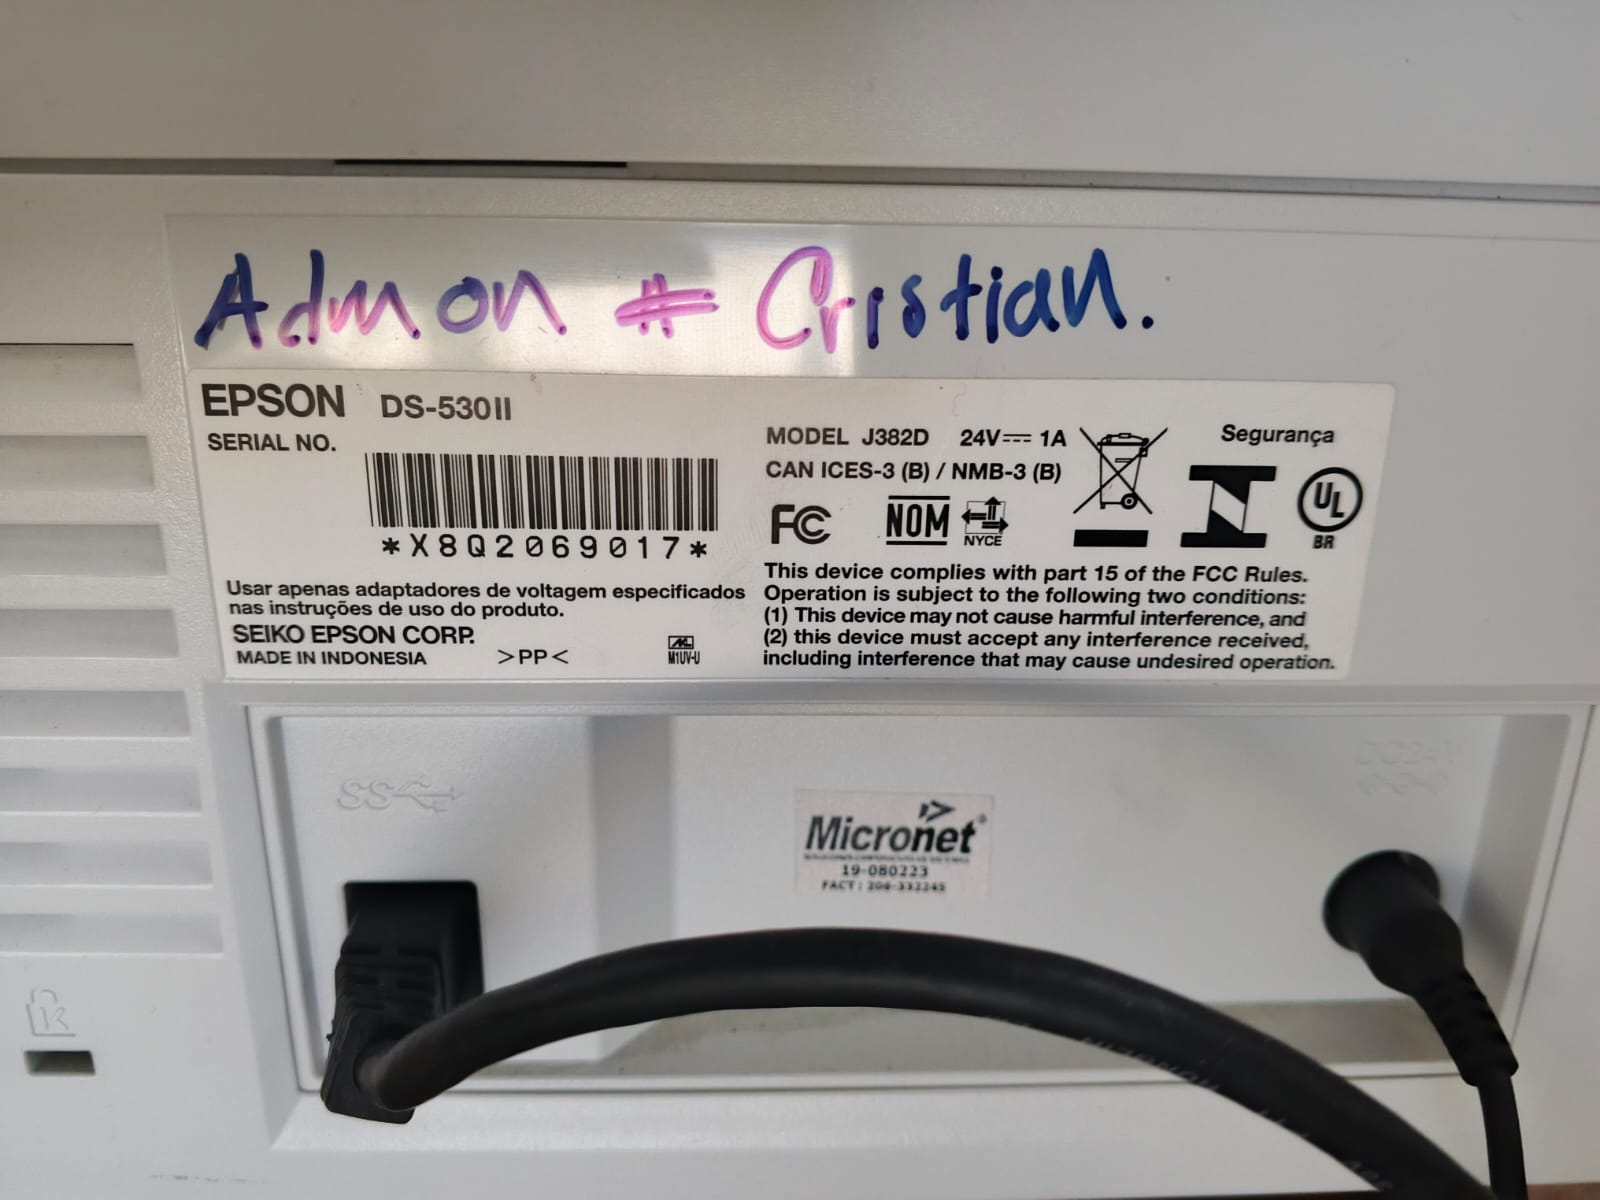 Admon # Cristian.
EPSON DS-530II
SERIAL NO.
*X8Q2069017*
Usar apenas adaptadores de voltagem especificados
nas instruções de uso do produto.
SEIKO EPSON CORP.
MADE IN INDONESIA >PP< M1UV-U
MODEL J382D 24V⎓ 1A
CAN ICES-3 (B) / NMB-3 (B)
FC NOM NYCE
Segurança
UL
BR
This device complies with part 15 of the FCC Rules.
Operation is subject to the following two conditions:
(1) This device may not cause harmful interference, and
(2) this device must accept any interference received,
including interference that may cause undesired operation.
SS
DC24V
Micronet
19-080223
FACT: 206-332245